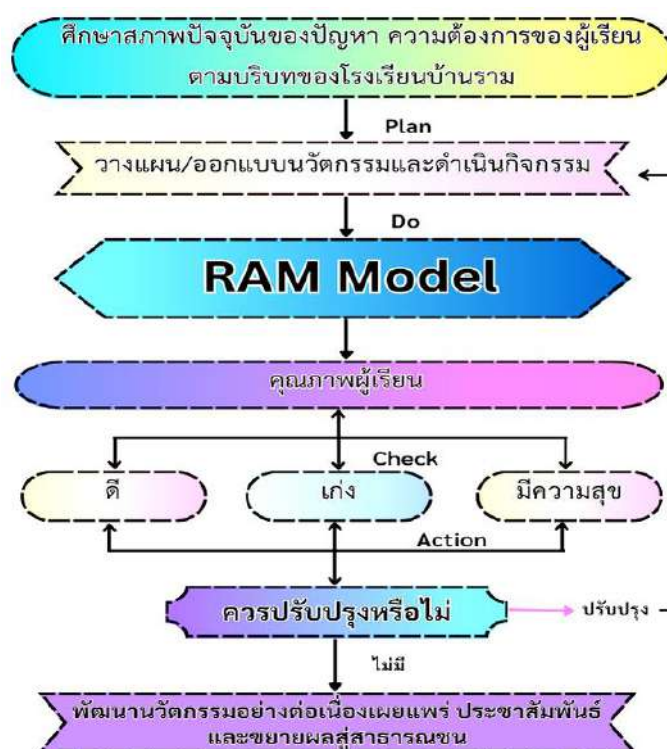 ศึกษาสภาพปัจจุบันของปัญหา ความต้องการของผู้เรียน
ตามบริบทของโรงเรียนบ้านราม
Plan
วางแผน/ออกแบบนวัตกรรมและดำเนินกิจกรรม
Do
RAM Model
คุณภาพผู้เรียน
Check
ดี
เก่ง
มีความสุข
Action
ควรปรับปรุงหรือไม่
ปรับปรุง
ไม่มี
พัฒนานวัตกรรมอย่างต่อเนื่องเผยแพร่ ประชาสัมพันธ์
และขยายผลสู่สาธารณชน